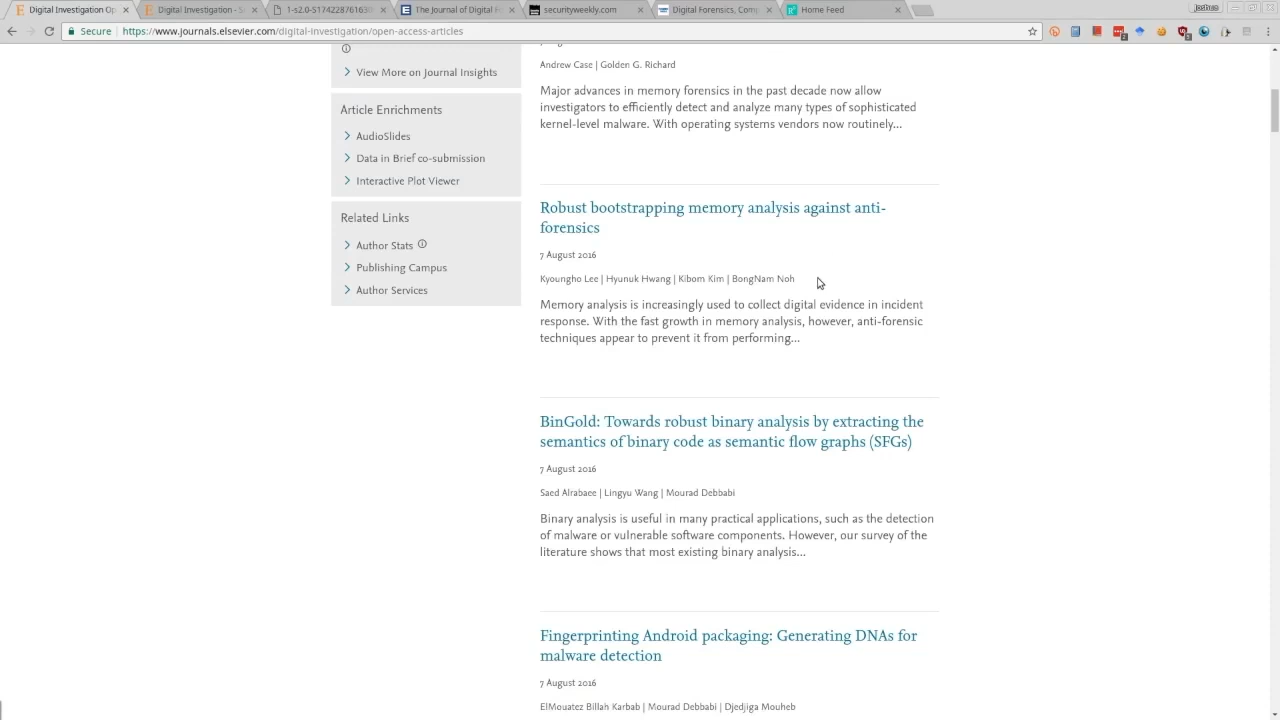 Digital Investigation Op
Digital Investigation - S
1-s2.0-S1742287616300
The Journal of Digital F
securityweekly.com
Digital Forensics, Comp
Home Feed
Joshua
Secure
https://www.journals.elsevier.com/digital-investigation/open-access-articles
View More on Journal Insights
Article Enrichments
AudioSlides
Data in Brief co-submission
Interactive Plot Viewer
Related Links
Author Stats
Publishing Campus
Author Services
Andrew Case | Golden G. Richard
Major advances in memory forensics in the past decade now allow
investigators to efficiently detect and analyze many types of sophisticated
kernel-level malware. With operating systems vendors now routinely...
Robust bootstrapping memory analysis against anti-
forensics
7 August 2016
Kyoungho Lee | Hyunuk Hwang | Kibom Kim | BongNam Noh
Memory analysis is increasingly used to collect digital evidence in incident
response. With the fast growth in memory analysis, however, anti-forensic
techniques appear to prevent it from performing...
BinGold: Towards robust binary analysis by extracting the
semantics of binary code as semantic flow graphs (SFGs)
7 August 2016
Saed Alrabaee | Lingyu Wang | Mourad Debbabi
Binary analysis is useful in many practical applications, such as the detection
of malware or vulnerable software components. However, our survey of the
literature shows that most existing binary analysis...
Fingerprinting Android packaging: Generating DNAs for
malware detection
7 August 2016
ElMouatez Billah Karbab | Mourad Debbabi | Djedjiga Mouheb